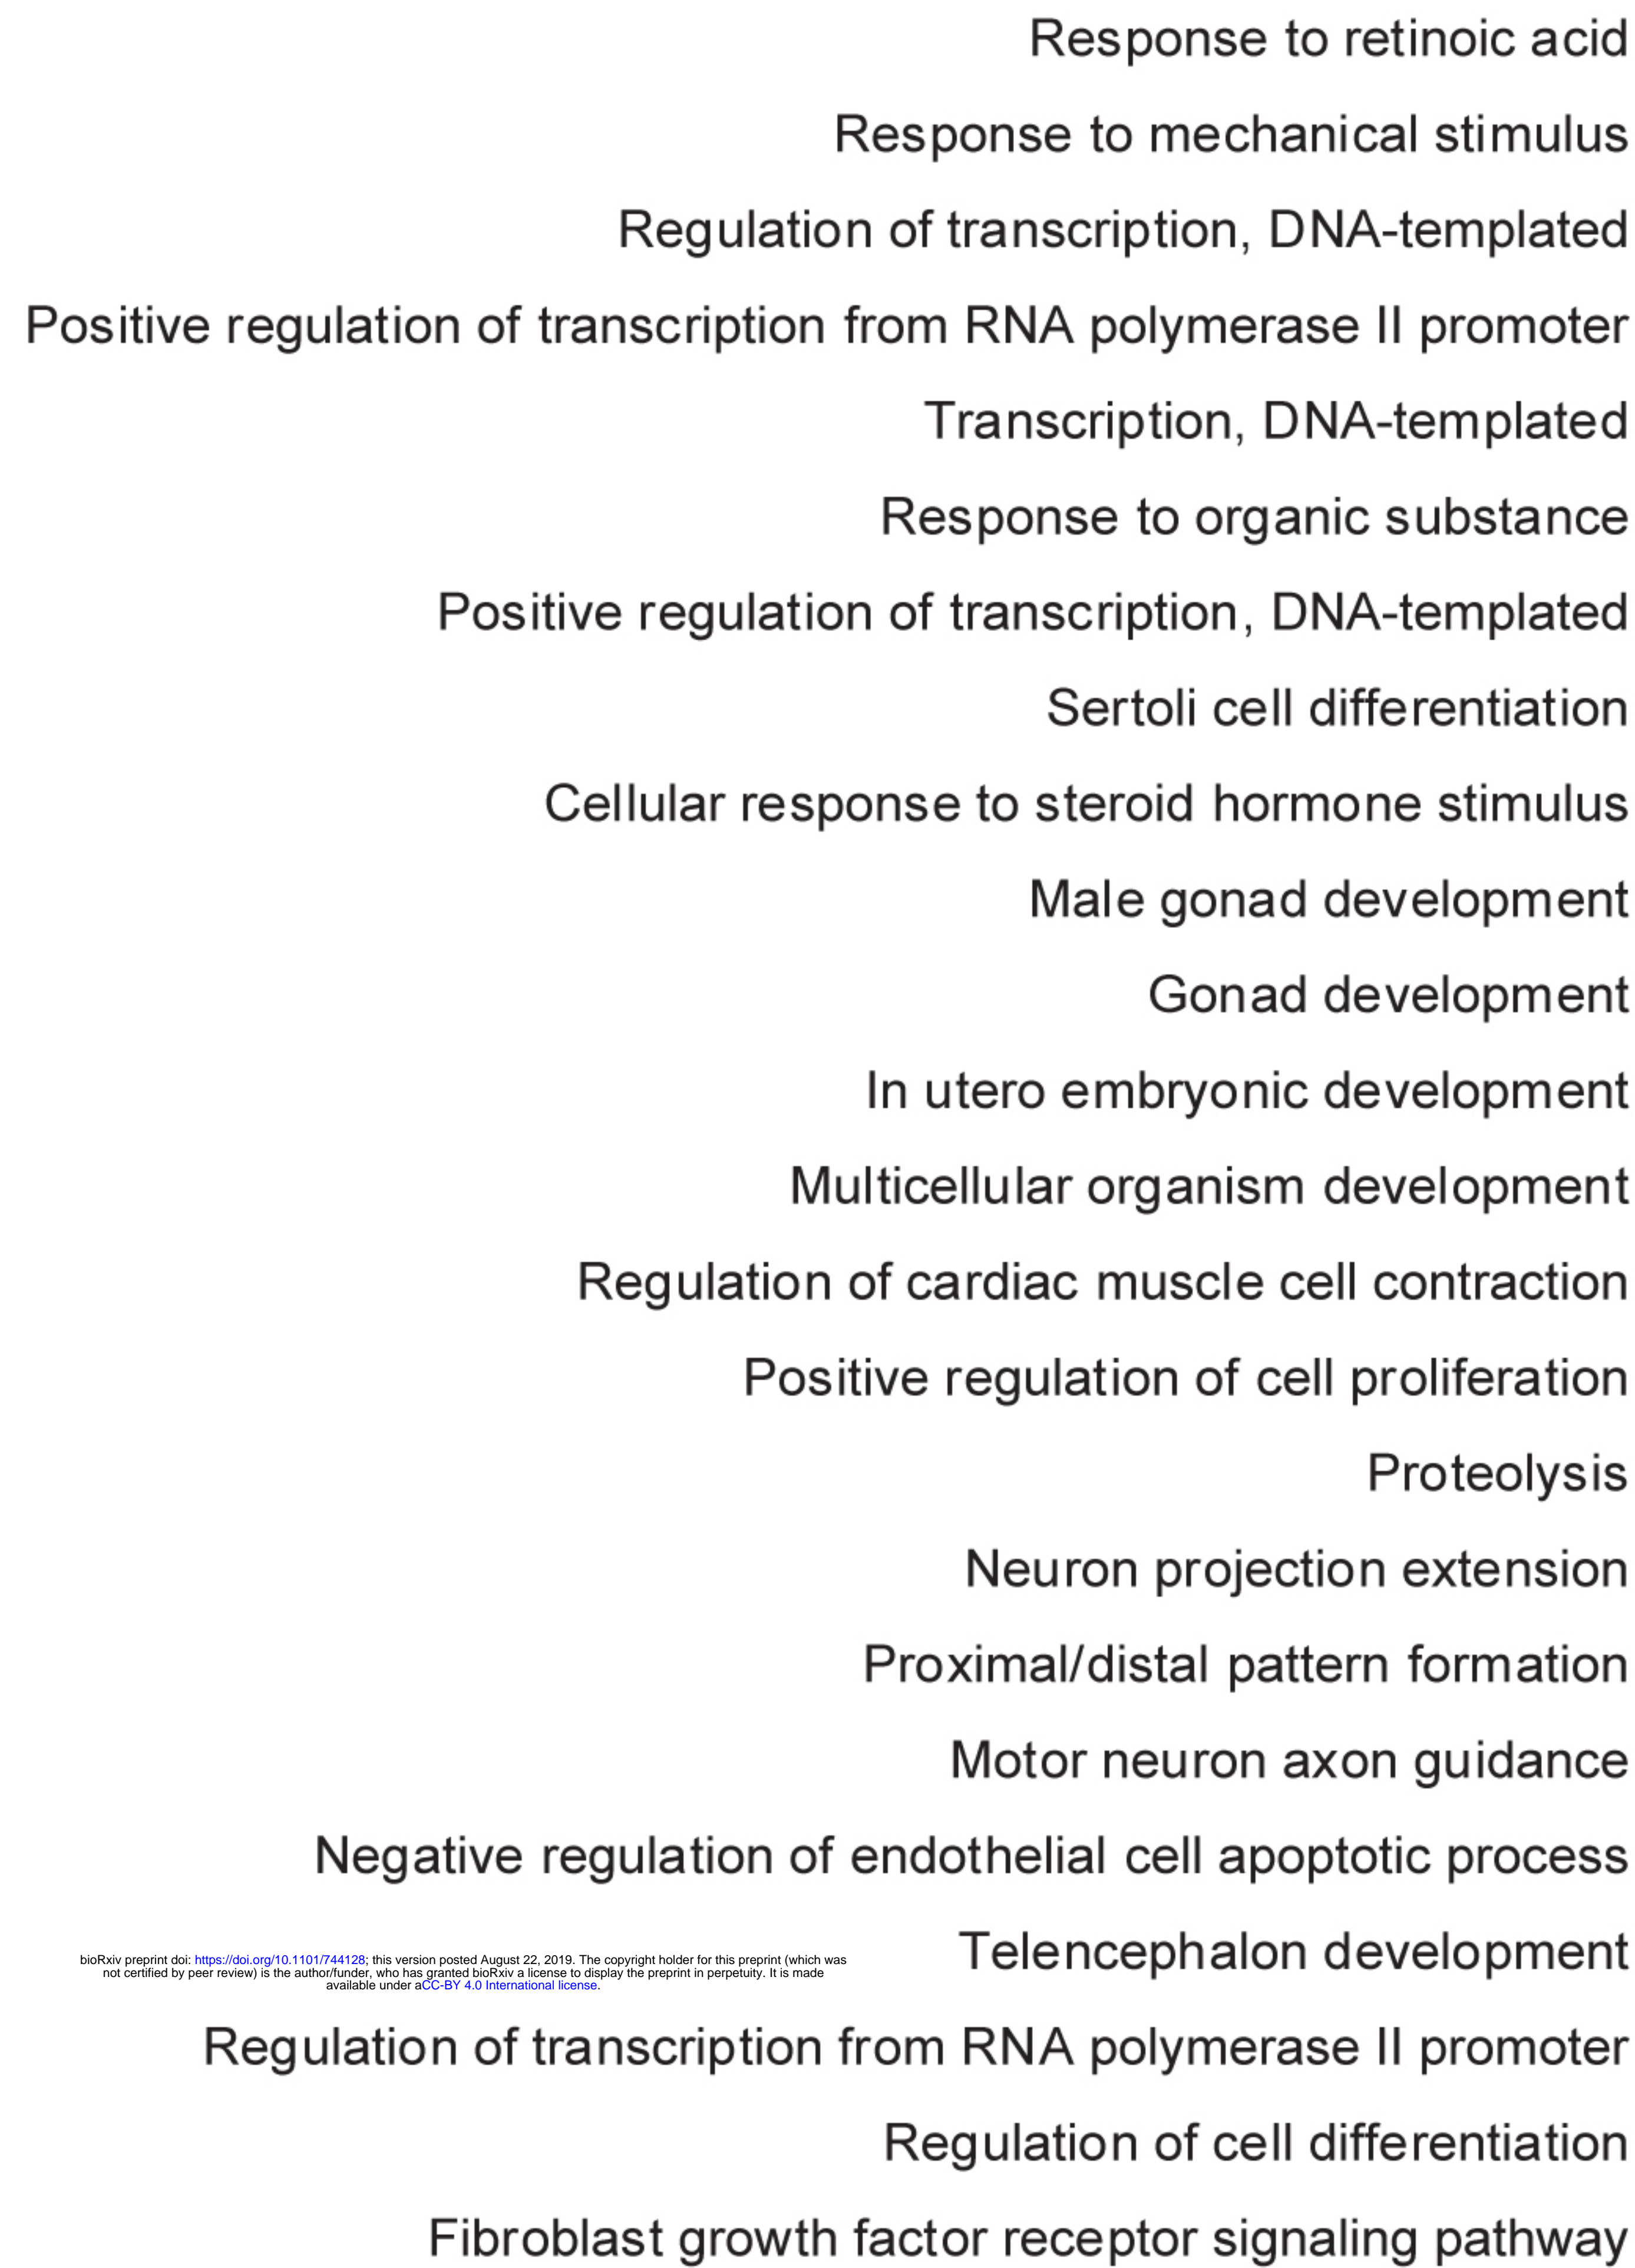 Response to retinoic acid
Response to mechanical stimulus
Regulation of transcription, DNA-templated
Positive regulation of transcription from RNA polymerase II promoter
Transcription, DNA-templated
Response to organic substance
Positive regulation of transcription, DNA-templated
Sertoli cell differentiation
Cellular response to steroid hormone stimulus
Male gonad development
Gonad development
In utero embryonic development
Multicellular organism development
Regulation of cardiac muscle cell contraction
Positive regulation of cell proliferation
Proteolysis
Neuron projection extension
Proximal/distal pattern formation
Motor neuron axon guidance
Negative regulation of endothelial cell apoptotic process
Telencephalon development
bioRxiv preprint doi: https://doi.org/10.1101/744128; this version posted August 22, 2019. The copyright holder for this preprint (which was
not certified by peer review) is the author/funder, who has granted bioRxiv a license to display the preprint in perpetuity. It is made
available under aCC-BY 4.0 International license.
Regulation of transcription from RNA polymerase II promoter
Regulation of cell differentiation
Fibroblast growth factor receptor signaling pathway